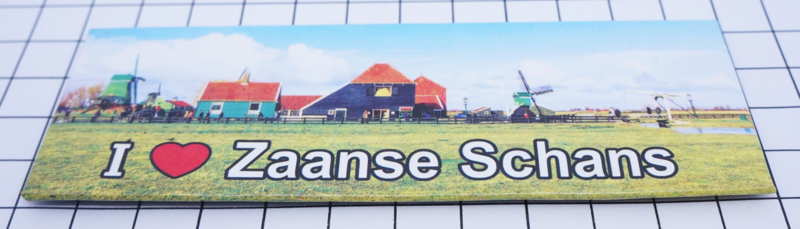 I ❤ Zaanse Schans